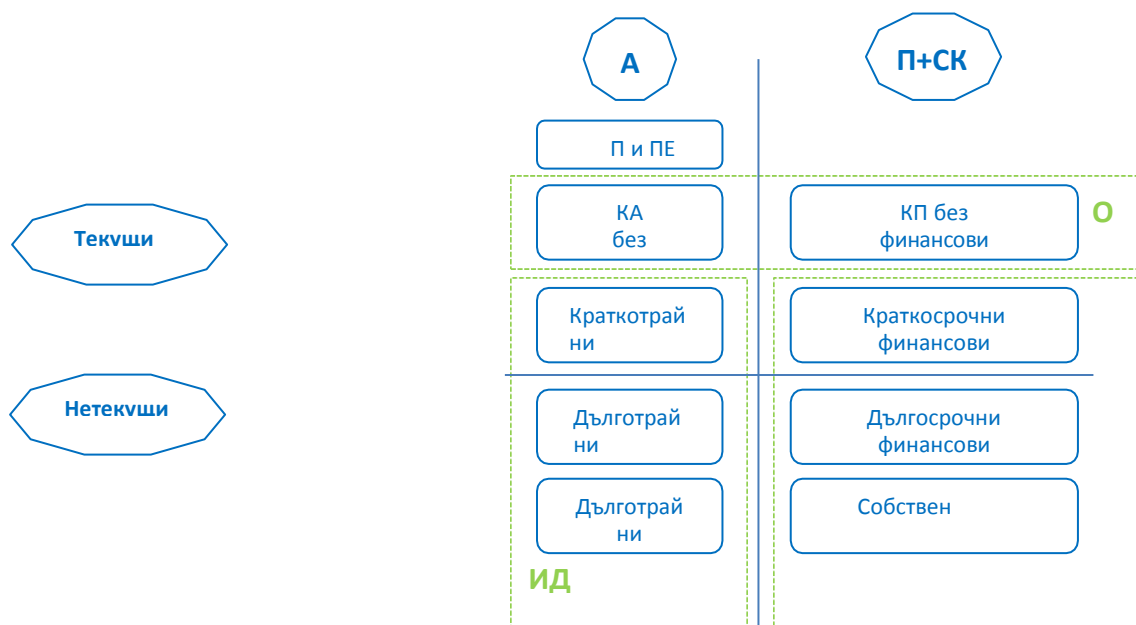 А
П+СК
П и ПЕ
КА
без
КП без
финансови
О
Текущи
Краткотрай
ни
Краткосрочни
финансови
Нетекущи
Дълготрай
ни
Дългосрочни
финансови
Дълготрай
ни
Собствен
ИД